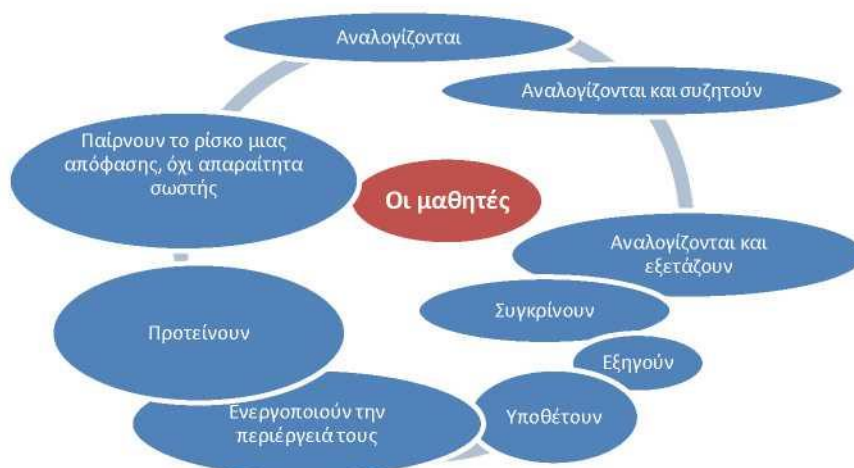 Αναλογίζονται
Αναλογίζονται και συζητούν
Παίρνουν το ρίσκο μιας
απόφασης, όχι απαραίτητα
σωστής
Οι μαθητές
Αναλογίζονται και
εξετάζουν
Συγκρίνουν
Προτείνουν
Εξηγούν
Ενεργοποιούν την
περιέργειά τους
Υποθέτουν